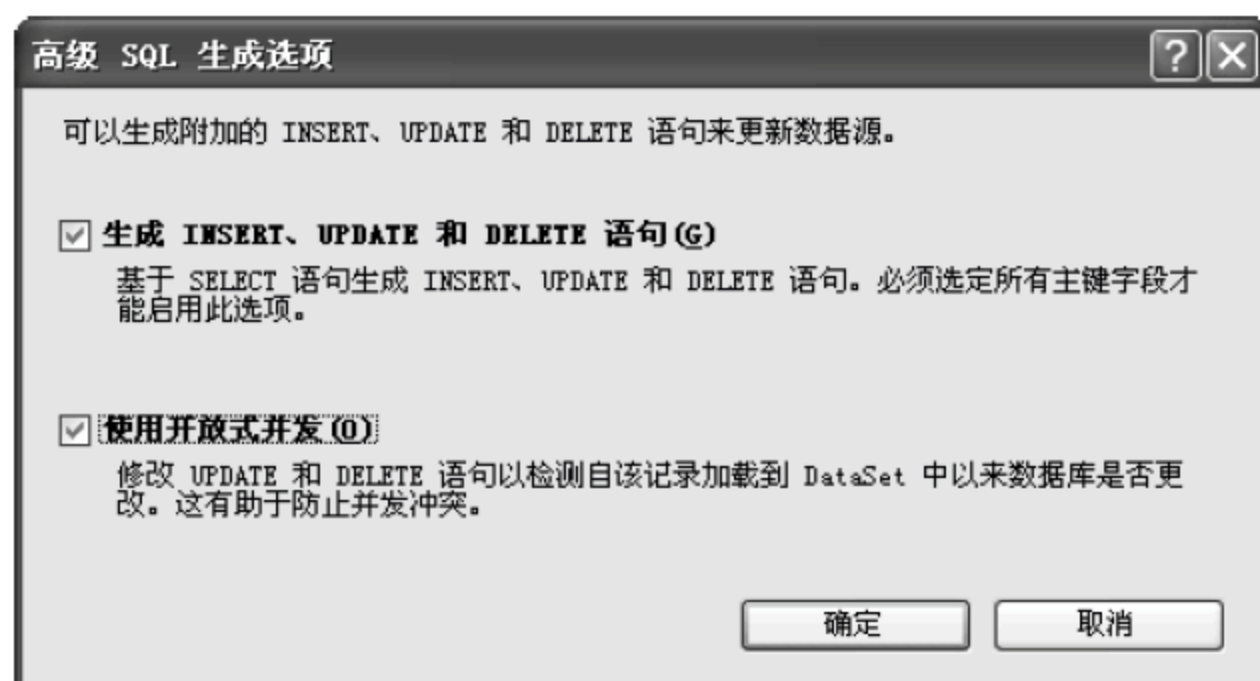 高级 SQL 生成选项
可以生成附加的 INSERT、UPDATE 和 DELETE 语句来更新数据源。
生成 INSERT、UPDATE 和 DELETE 语句(G)
基于 SELECT 语句生成 INSERT、UPDATE 和 DELETE 语句。必须选定所有主键字段才
能启用此选项。
使用开放式并发(O)
修改 UPDATE 和 DELETE 语句以检测自该记录加载到 DataSet 中以来数据库是否更
改。这有助于防止并发冲突。
确定 取消